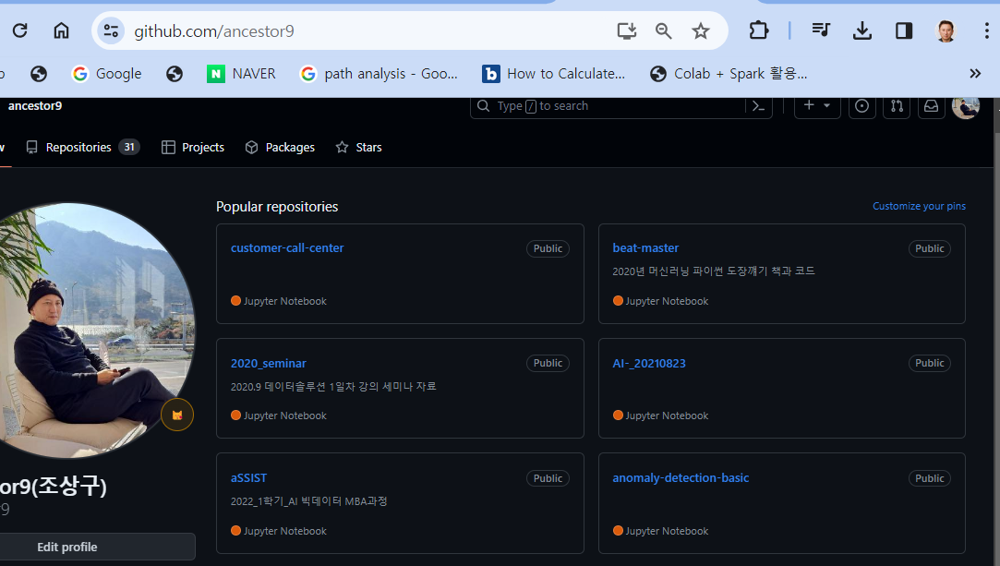 github.com/ancestor9
Google
NAVER
path analysis - Goo...
How to Calculate...
Colab + Spark 활용...
ancestor9
Type / to search
Repositories 31
Projects
Packages
Stars
Popular repositories
Customize your pins
customer-call-center
Public
Jupyter Notebook
beat-master
Public
2020년 머신러닝 파이썬 도장깨기 책과 코드
Jupyter Notebook
2020_seminar
Public
2020.9 데이터솔루션 1일차 강의 세미나 자료
Jupyter Notebook
AI-_20210823
Public
Jupyter Notebook
aSSIST
Public
2022_1학기_AI 빅데이터 MBA과정
Jupyter Notebook
anomaly-detection-basic
Public
Jupyter Notebook
or9(조상구)
r9
Edit profile